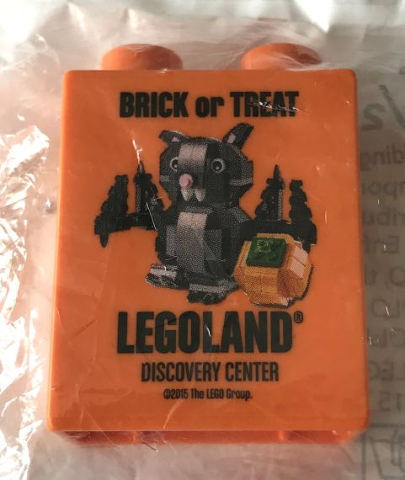 BRICK or TREAT
LEGOLAND®
DISCOVERY CENTER
©2015 The LEGO Group.